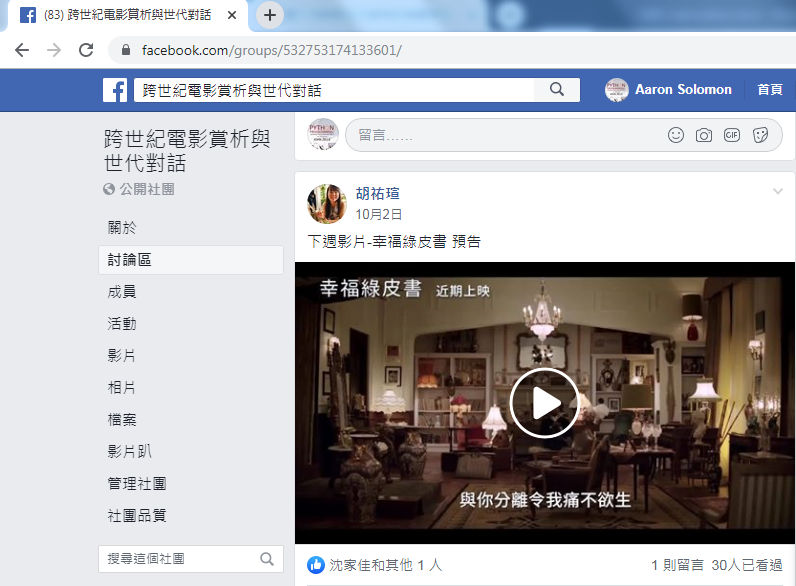 (83) 跨世紀電影賞析與世代對話
facebook.com/groups/532753174133601/
跨世紀電影賞析與世代對話
Aaron Solomon
首頁
跨世紀電影賞析與
世代對話
公開社團
關於
討論區
成員
活動
影片
相片
檔案
影片趴
管理社團
社團品質
搜尋這個社團
PYTHON
留言……
GIF
胡祐瑄
10月2日
下週影片-幸福綠皮書 預告
幸福綠皮書 近期上映
與你分離令我痛不欲生
沈家佳和其他 1 人
1 則留言 30人已看過